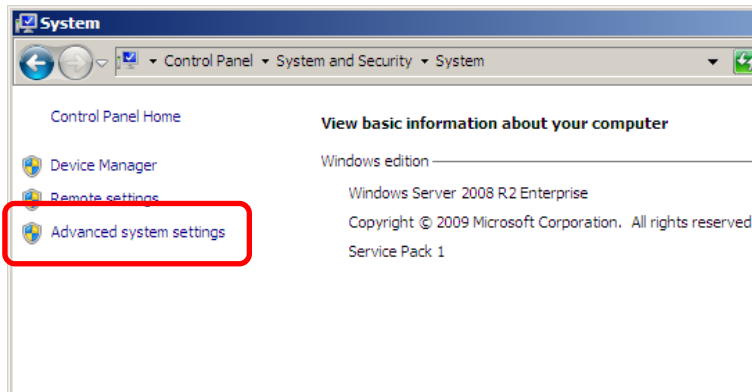 System
Control Panel System and Security System
Control Panel Home
View basic information about your computer
Device Manager
Windows edition
Remote settings
Windows Server 2008 R2 Enterprise
Advanced system settings
Copyright © 2009 Microsoft Corporation. All rights reserved
Service Pack 1